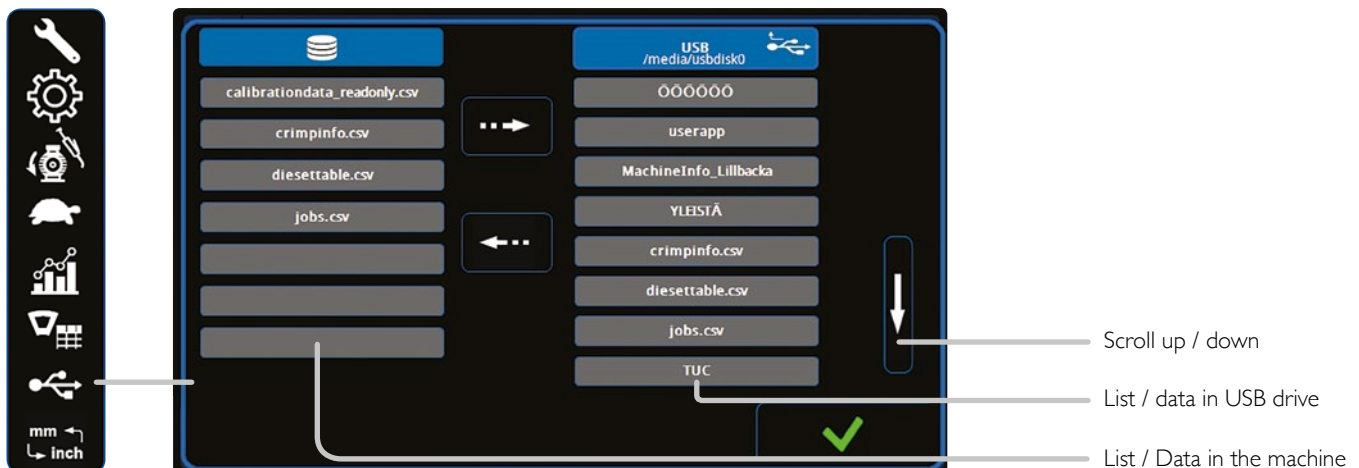 mm
inch
calibrationdata_readonly.csv
crimpinfo.csv
diesettable.csv
jobs.csv
USB
/media/usbdisk0
ÖÖÖÖÖÖ
userapp
MachineInfo_Lillbacka
YLEISTÄ
crimpinfo.csv
diesettable.csv
jobs.csv
TUC
Scroll up / down
List / data in USB drive
List / Data in the machine